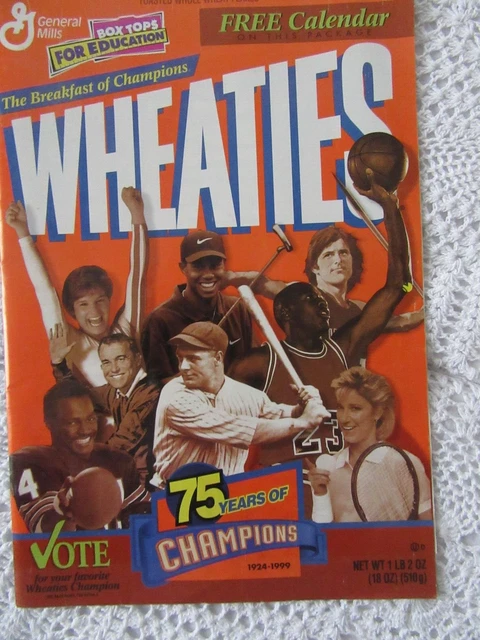 General
Mills
BOX TOPS
FOR EDUCATION
FREE Calendar
ON THIS PACKAGE
The Breakfast of Champions
WHEATIES
23
4
75 YEARS OF
CHAMPIONS
1924-1999
VOTE
for your favorite
Wheaties Champion
NET WT 1 LB 2 OZ
(18 OZ) (510g)